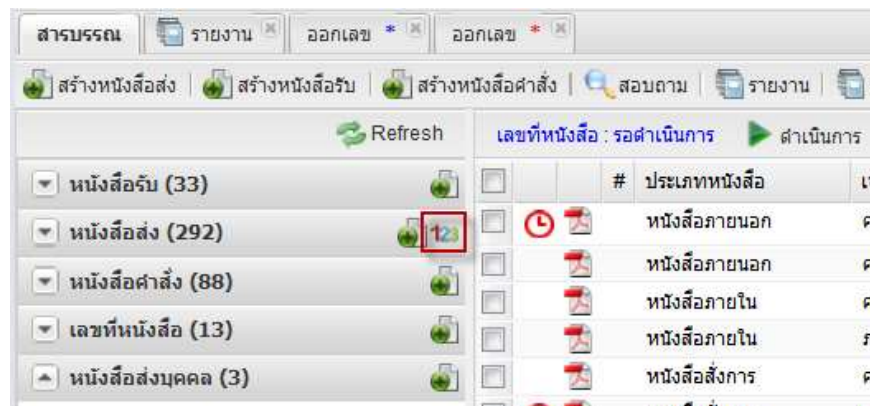 สารบรรณ รายงาน ออกเลข * ออกเลข *
สร้างหนังสือส่ง สร้างหนังสือรับ สร้างหนังสือคำสั่ง สอบถาม รายงาน
Refresh
หนังสือรับ (33)
หนังสือส่ง (292) 123
หนังสือคำสั่ง (88)
เลขที่หนังสือ (13)
หนังสือส่งบุคคล (3)
เลขที่หนังสือ : รอดำเนินการ ดำเนินการ
# ประเภทหนังสือ
หนังสือภายนอก
หนังสือภายนอก
หนังสือภายใน
หนังสือภายใน
หนังสือสั่งการ